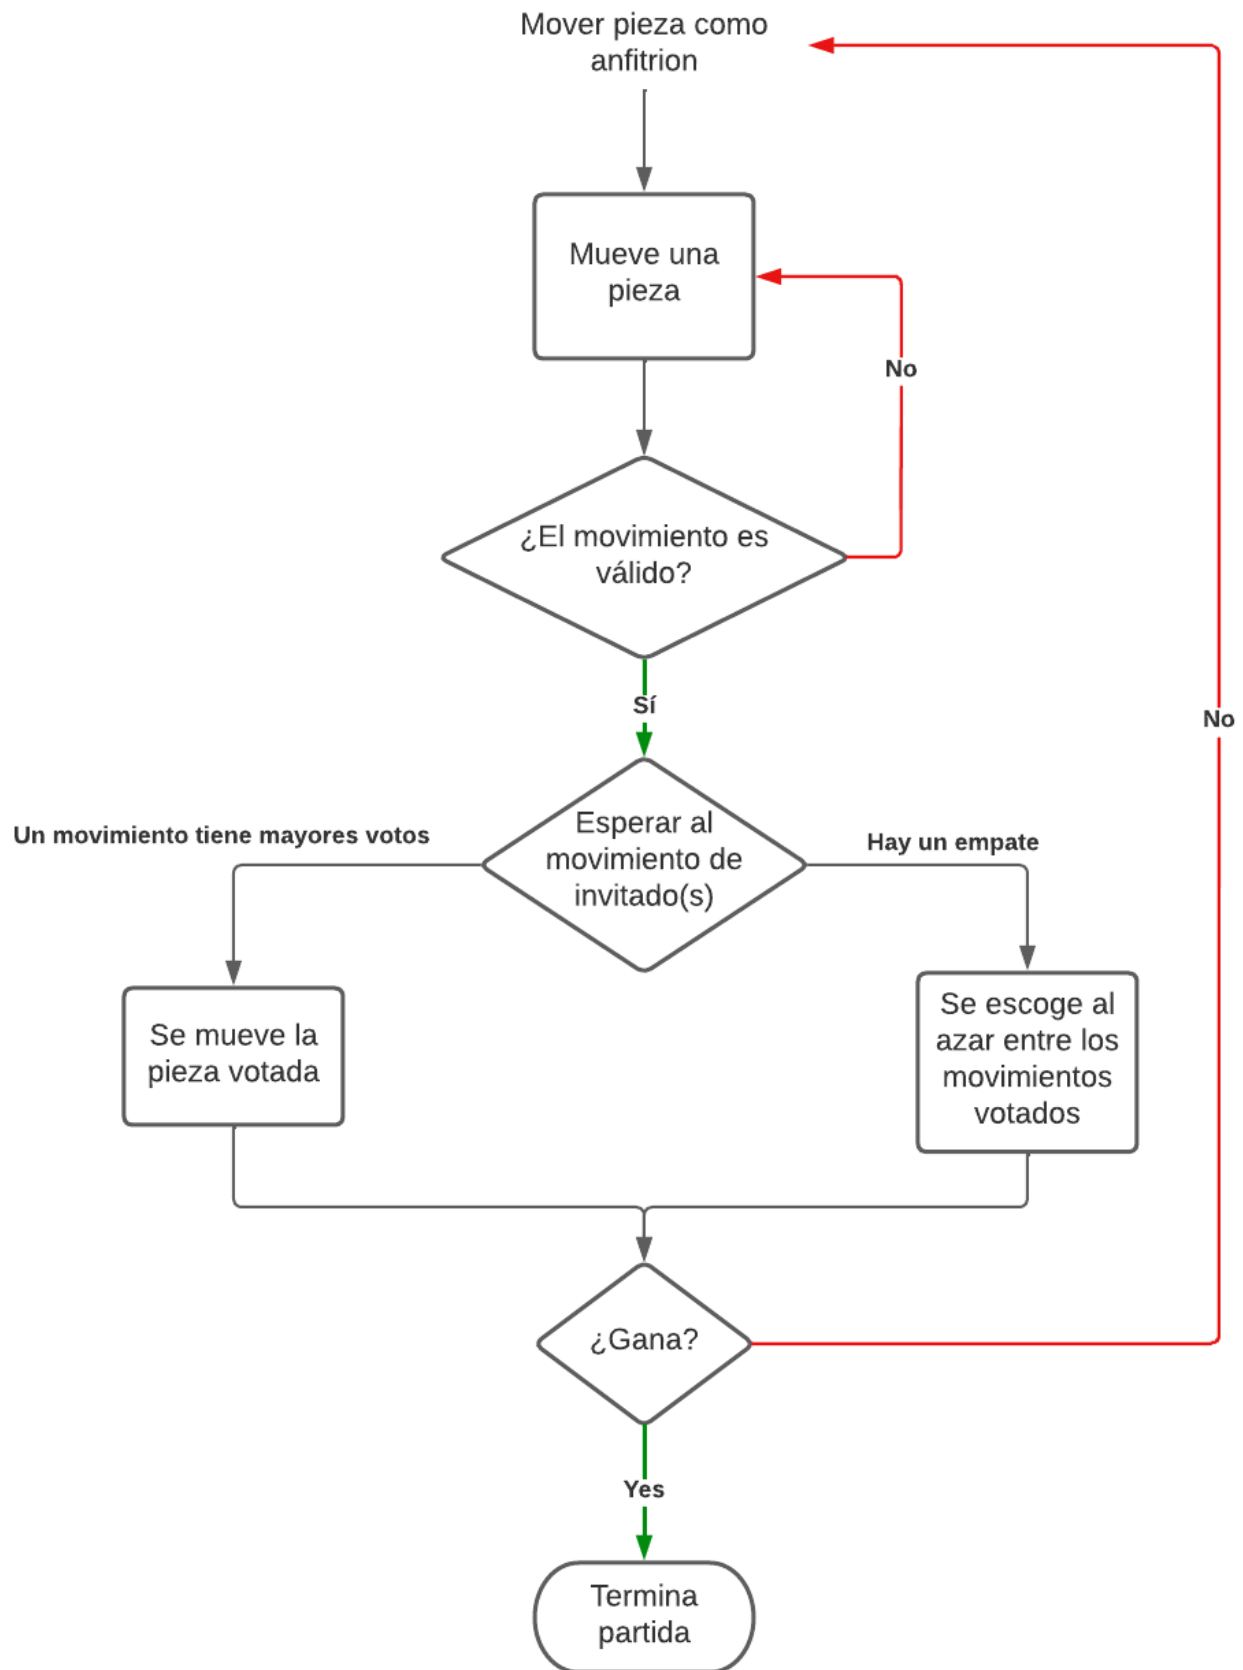 Mover pieza como
anfitrion
Mueve una
pieza
No
¿El movimiento es
válido?
Sí
No
Un movimiento tiene mayores votos
Esperar al
movimiento de
invitado(s)
Hay un empate
Se mueve la
pieza votada
Se escoge al
azar entre los
movimientos
votados
¿Gana?
Yes
Termina
partida